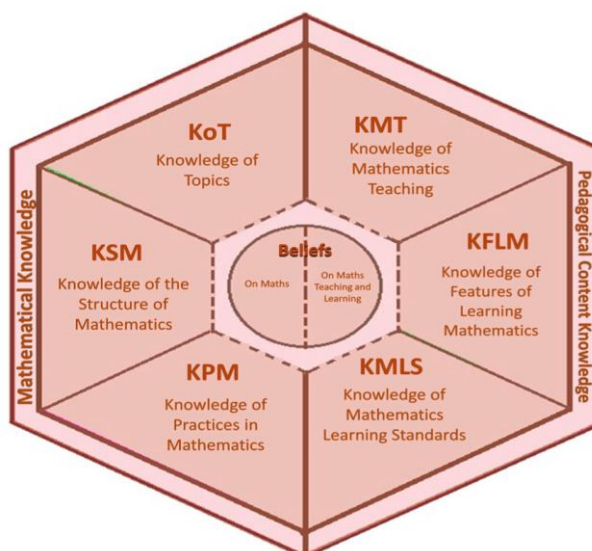 KoT
Knowledge of
Topics
KMT
Knowledge of
Mathematics
Teaching
Mathematical Knowledge
KSM
Knowledge of the
Structure of
Mathematics
Beliefs
On Maths
On Maths
Teaching and
Learning
KFLM
Knowledge of
Features of
Learning
Mathematics
Pedagogical Content Knowledge
KPM
Knowledge of
Practices in
Mathematics
KMLS
Knowledge of
Mathematics
Learning Standards